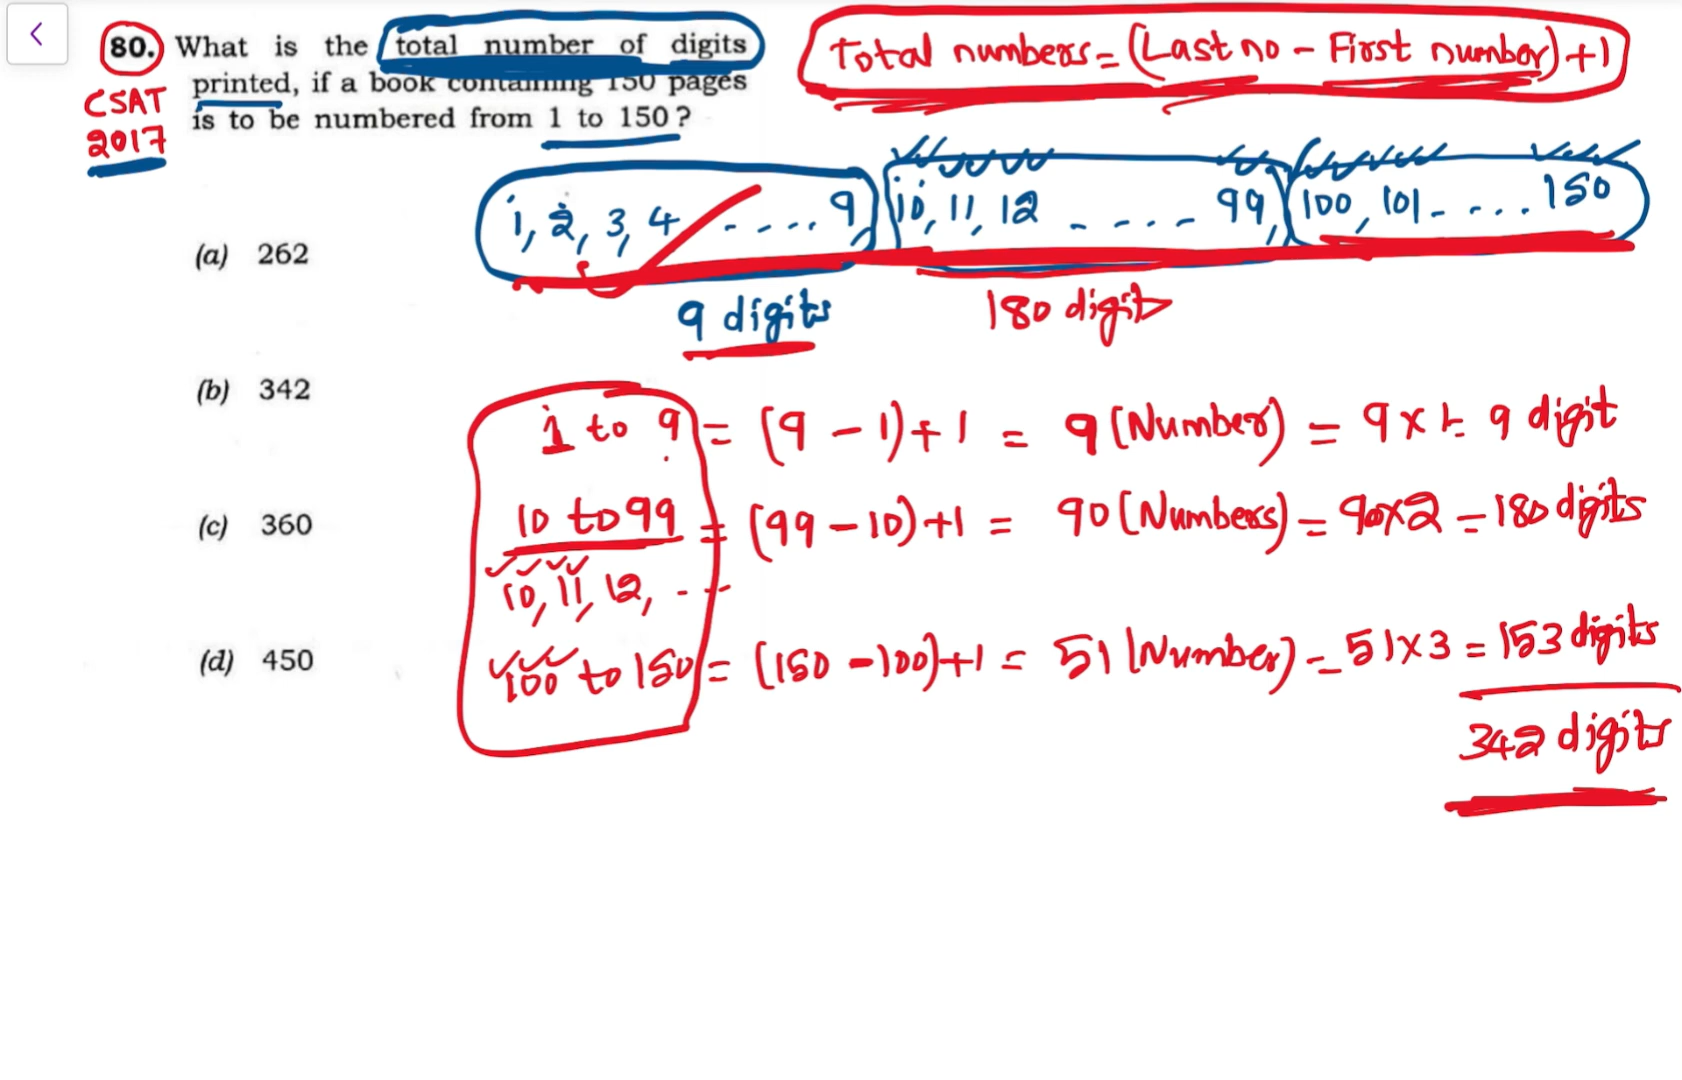 80. What is the total number of digits
printed, if a book containing 150 pages
is to be numbered from 1 to 150 ?
CSAT
2017
Total numbers = (Last no - First number) + 1
1, 2, 3, 4 - - . . . . 9, 10, 11, 12 - - . . - 99, 100, 101 - - . . . . 150
9 digits
180 digits
(a) 262
(b) 342
(c) 360
(d) 450
1 to 9 = (9 - 1) + 1 = 9 (Number) = 9 x 1 = 9 digit
10 to 99 = (99 - 10) + 1 = 90 (Numbers) = 90 x 2 = 180 digits
10, 11, 12, - - -
100 to 150 = (150 - 100) + 1 = 51 (Number) = 51 x 3 = 153 digits
342 digits